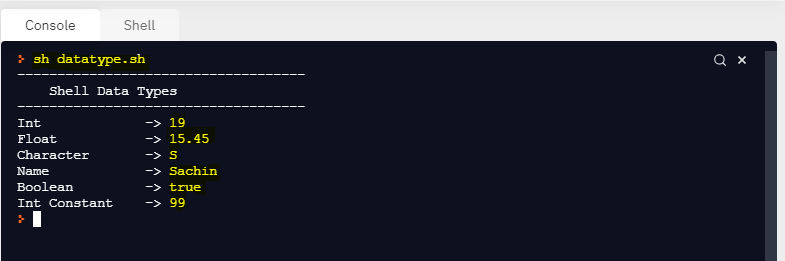 Console Shell
sh datatype.sh
------------------------------------
Shell Data Types
------------------------------------
Int -> 19
Float -> 15.45
Character -> S
Name -> Sachin
Boolean -> true
Int Constant -> 99